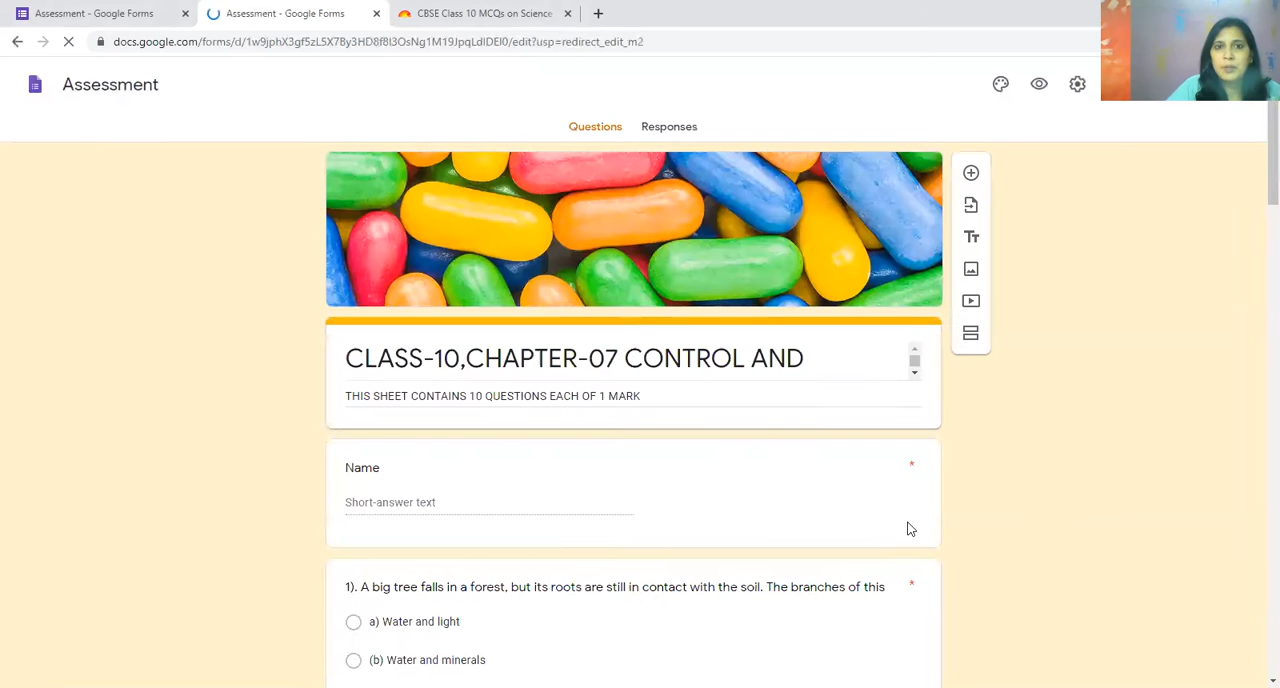 Assessment - Google Forms
Assessment - Google Forms
CBSE Class 10 MCQs on Science
docs.google.com/forms/d/1w9jphX3gf5zL5X7By3HD8f8l3OsNg1M19JpqLdIDEI0/edit?usp=redirect_edit_m2
Assessment
Questions
Responses
CLASS-10,CHAPTER-07 CONTROL AND
THIS SHEET CONTAINS 10 QUESTIONS EACH OF 1 MARK
Name *
Short-answer text
1). A big tree falls in a forest, but its roots are still in contact with the soil. The branches of this *
a) Water and light
(b) Water and minerals